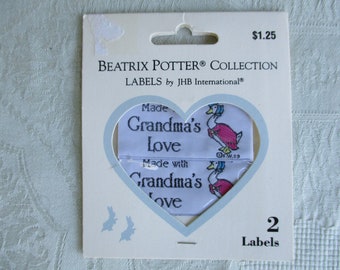 $1.25
BEATRIX POTTER® COLLECTION
LABELS by JHB International®
Made
Grandma's
Love
Made with
Grandma's
Love
2
Labels